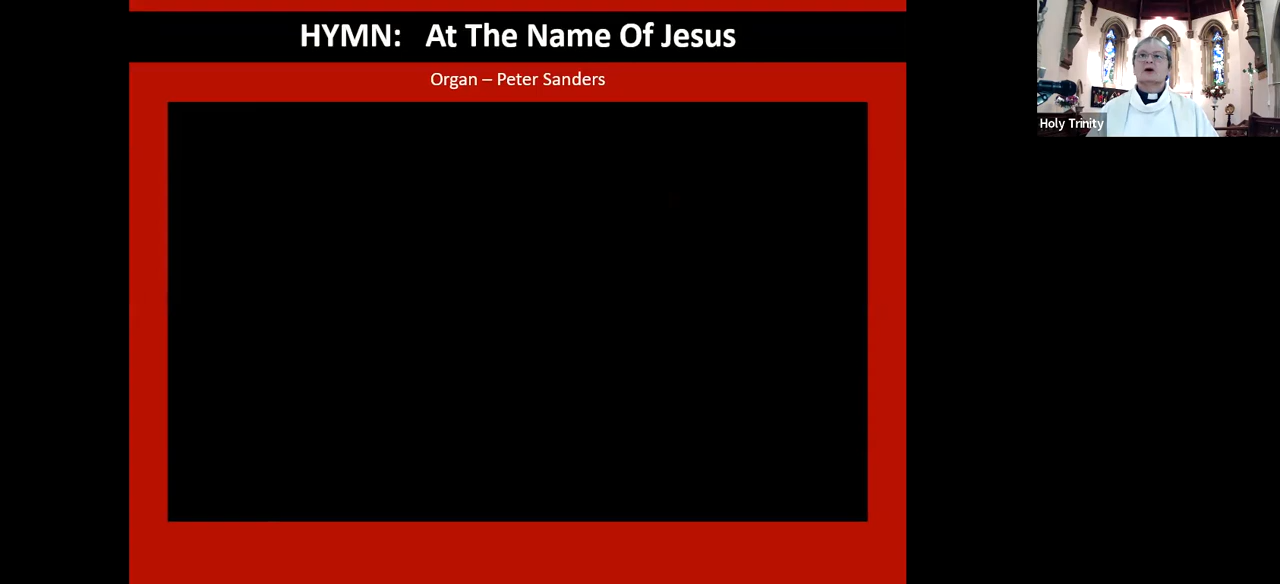 HYMN: At The Name Of Jesus
Organ – Peter Sanders
Holy Trinity